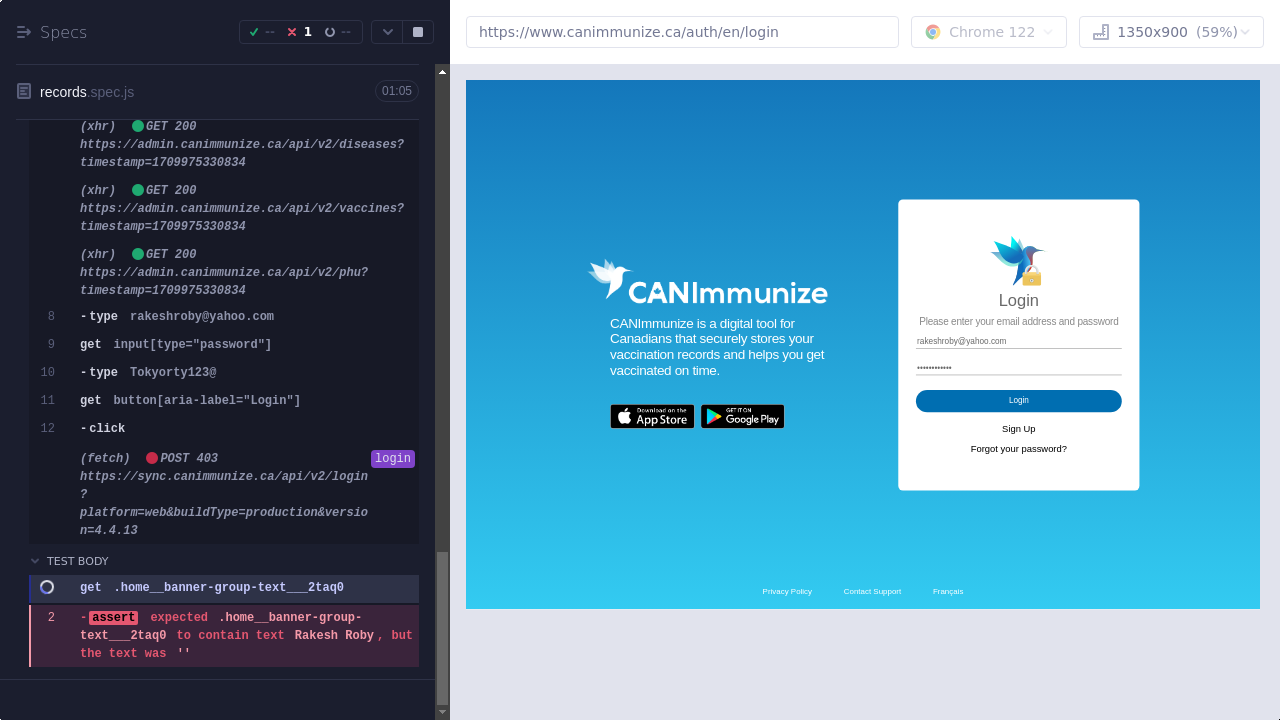 Specs
--
1
--
https://www.canimmunize.ca/auth/en/login
Chrome 122
1350x900 (59%)
records.spec.js
01:05
(xhr) GET 200
https://admin.canimmunize.ca/api/v2/diseases?
timestamp=1709975330834
(xhr) GET 200
https://admin.canimmunize.ca/api/v2/vaccines?
timestamp=1709975330834
(xhr) GET 200
https://admin.canimmunize.ca/api/v2/phu?
timestamp=1709975330834
8 -type rakeshroby@yahoo.com
9 get input[type="password"]
10 -type Tokyorty123@
11 get button[aria-label="Login"]
12 -click
(fetch) POST 403 login
https://sync.canimmunize.ca/api/v2/login
?
platform=web&buildType=production&versio
n=4.4.13
TEST BODY
get .home__banner-group-text___2taq0
2 -assert expected .home__banner-group-
text___2taq0 to contain text Rakesh Roby, but
the text was ''
CANImmunize
CANImmunize is a digital tool for
Canadians that securely stores your
vaccination records and helps you get
vaccinated on time.
Download on the
App Store
GET IT ON
Google Play
Login
Please enter your email address and password
rakeshroby@yahoo.com
••••••••••••
Login
Sign Up
Forgot your password?
Privacy Policy
Contact Support
Français